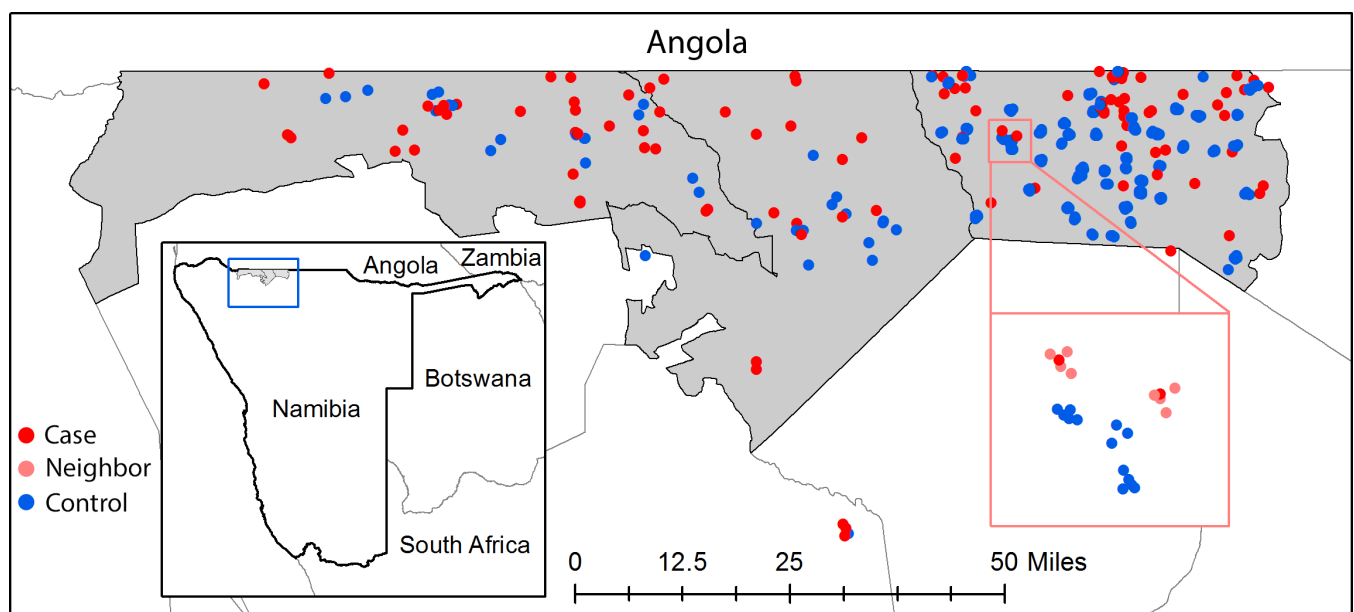 Angola
Angola
Zambia
Botswana
Namibia
South Africa
Case
Neighbor
Control
0 12.5 25 50 Miles